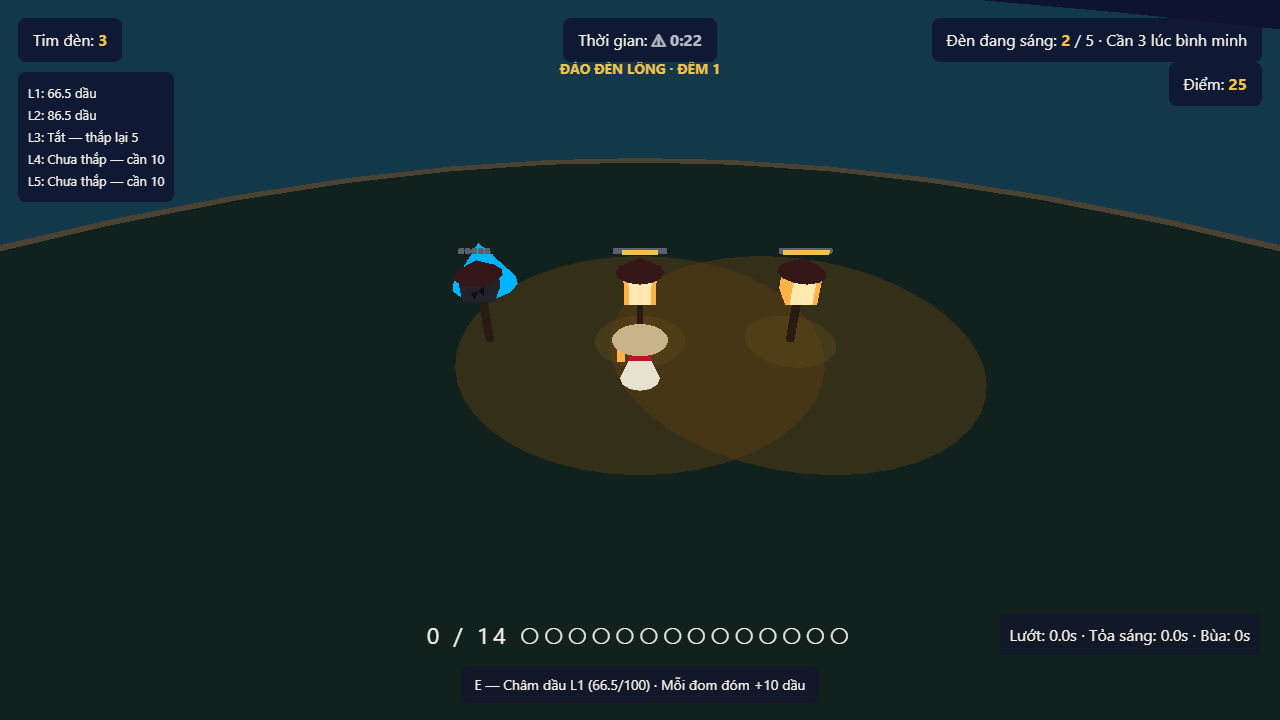 Tim đèn: 3
Thời gian: ⚠ 0:22
Đèn đang sáng: 2 / 5 · Cần 3 lúc bình minh
ĐẢO ĐÈN LỒNG · ĐÊM 1
Điểm: 25
L1: 66.5 dầu
L2: 86.5 dầu
L3: Tắt — thắp lại 5
L4: Chưa thắp — cần 10
L5: Chưa thắp — cần 10
0 / 14 ○○○○○○○○○○○○○○
Lướt: 0.0s · Tỏa sáng: 0.0s · Bùa: 0s
E — Châm dầu L1 (66.5/100) · Mỗi đom đóm +10 dầu